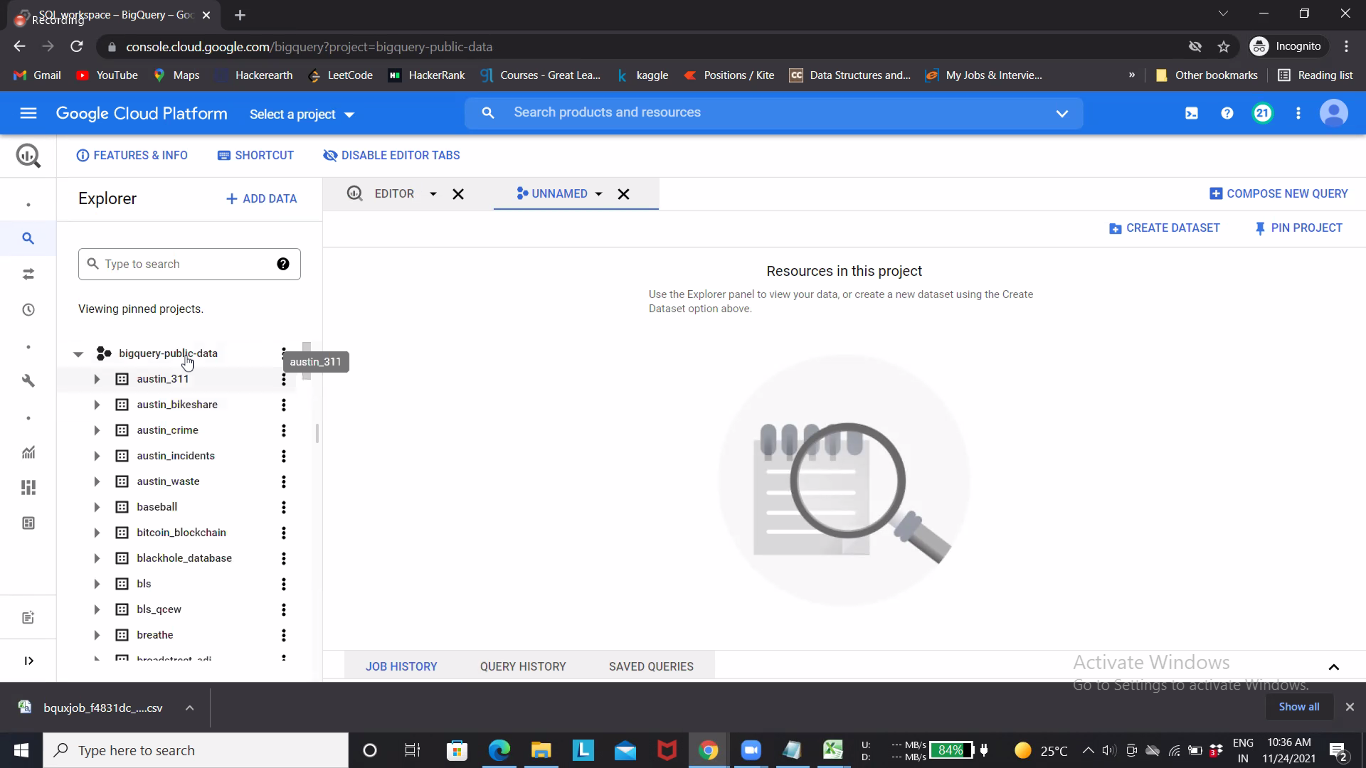 SQL workspace – BigQuery – Goo
Recording
console.cloud.google.com/bigquery?project=bigquery-public-data
Incognito
Gmail
YouTube
Maps
Hackerearth
LeetCode
HackerRank
Courses - Great Lea...
kaggle
Positions / Kite
Data Structures and...
My Jobs & Intervie...
»
Other bookmarks
Reading list
Google Cloud Platform
Select a project
Search products and resources
21
FEATURES & INFO
SHORTCUT
DISABLE EDITOR TABS
Explorer
+ ADD DATA
EDITOR
UNNAMED
COMPOSE NEW QUERY
CREATE DATASET
PIN PROJECT
Type to search
Viewing pinned projects.
Resources in this project
Use the Explorer panel to view your data, or create a new dataset using the Create
Dataset option above.
bigquery-public-data
austin_311
austin_311
austin_bikeshare
austin_crime
austin_incidents
austin_waste
baseball
bitcoin_blockchain
blackhole_database
bls
bls_qcew
breathe
JOB HISTORY
QUERY HISTORY
SAVED QUERIES
Activate Windows
Go to Settings to activate Windows.
bquxjob_f4831dc_....csv
Show all
Type here to search
U:
D:
--- MB/s
--- MB/s
84%
25°C
ENG
IN
10:36 AM
11/24/2021
2